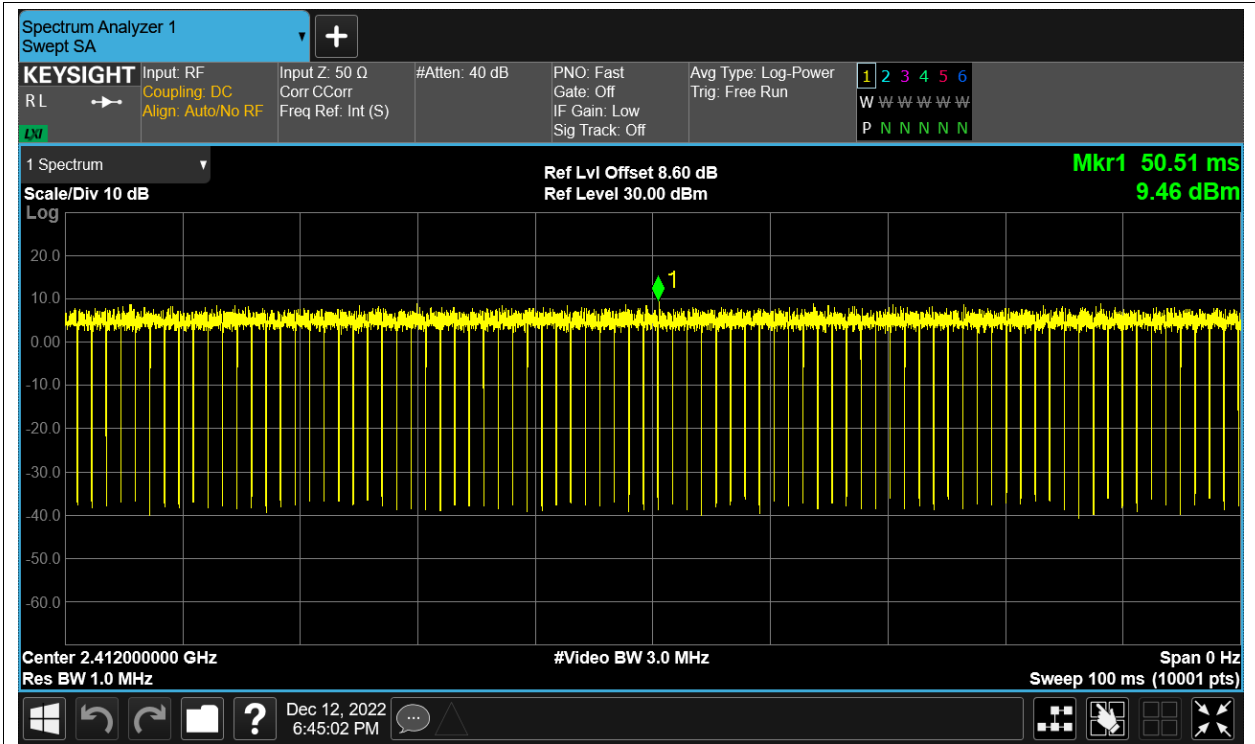 Spectrum Analyzer 1
Swept SA
+
KEYSIGHT
R L
LXI
Input: RF
Coupling: DC
Align: Auto/No RF
Input Z: 50 Ω
Corr CCorr
Freq Ref: Int (S)
#Atten: 40 dB
PNO: Fast
Gate: Off
IF Gain: Low
Sig Track: Off
Avg Type: Log-Power
Trig: Free Run
1 2 3 4 5 6
W W W W W W
P N N N N N
1 Spectrum
Scale/Div 10 dB
Log
Ref Lvl Offset 8.60 dB
Ref Level 30.00 dBm
Mkr1 50.51 ms
9.46 dBm
20.0
10.0
0.00
-10.0
-20.0
-30.0
-40.0
-50.0
-60.0
1
Center 2.412000000 GHz
Res BW 1.0 MHz
#Video BW 3.0 MHz
Span 0 Hz
Sweep 100 ms (10001 pts)
?
Dec 12, 2022
6:45:02 PM